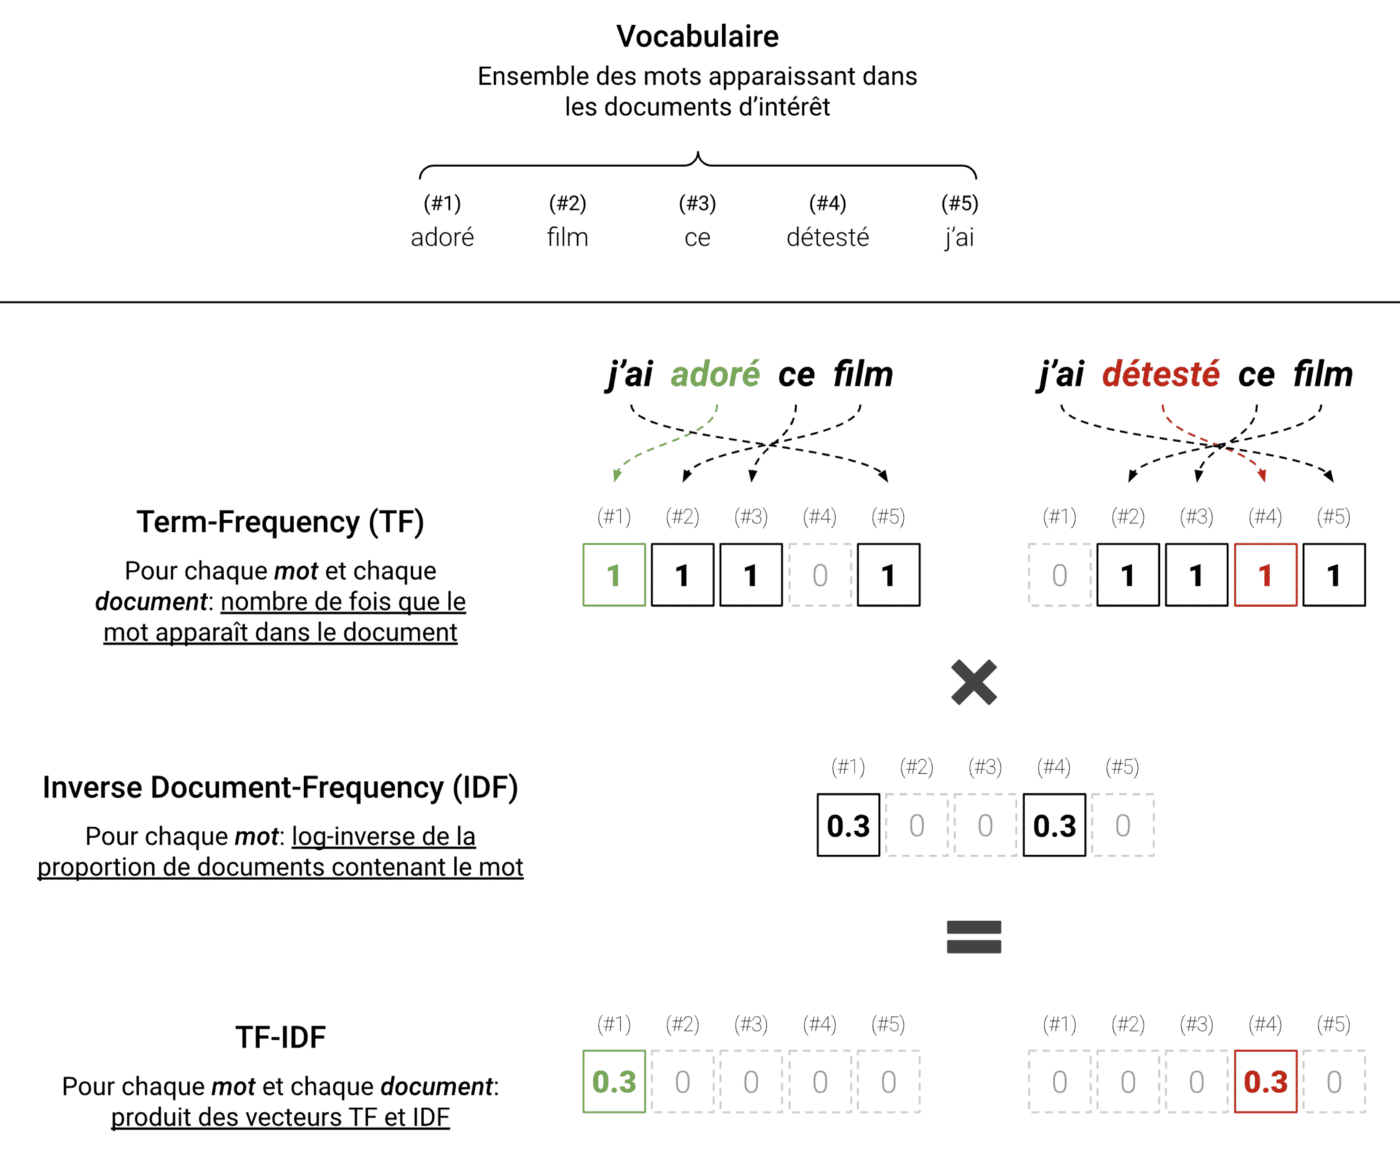 Vocabulaire
Ensemble des mots apparaissant dans
les documents d'intérêt
(#1) (#2) (#3) (#4) (#5)
adoré film ce détesté j'ai
j'ai adoré ce film j'ai détesté ce film
Term-Frequency (TF)
Pour chaque mot et chaque
document: nombre de fois que le
mot apparaît dans le document
(#1) (#2) (#3) (#4) (#5) (#1) (#2) (#3) (#4) (#5)
1 1 1 0 1 0 1 1 1 1
Inverse Document-Frequency (IDF)
Pour chaque mot: log-inverse de la
proportion de documents contenant le mot
(#1) (#2) (#3) (#4) (#5)
0.3 0 0 0.3 0
TF-IDF
Pour chaque mot et chaque document:
produit des vecteurs TF et IDF
(#1) (#2) (#3) (#4) (#5) (#1) (#2) (#3) (#4) (#5)
0.3 0 0 0 0 0 0 0 0.3 0